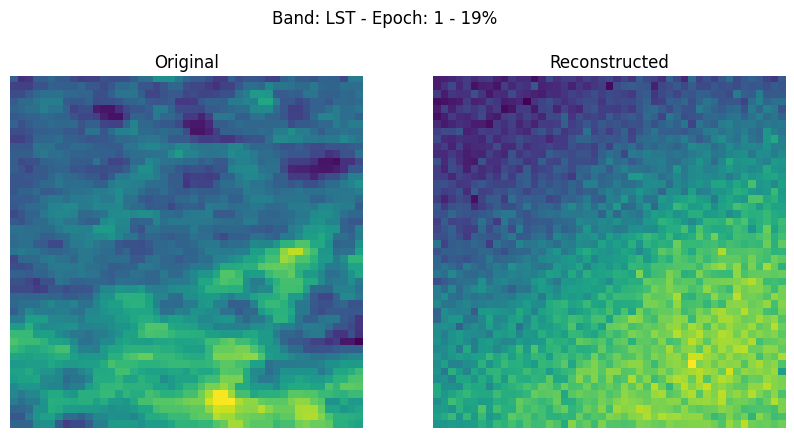 Band: LST - Epoch: 1 - 19%
Original
Reconstructed